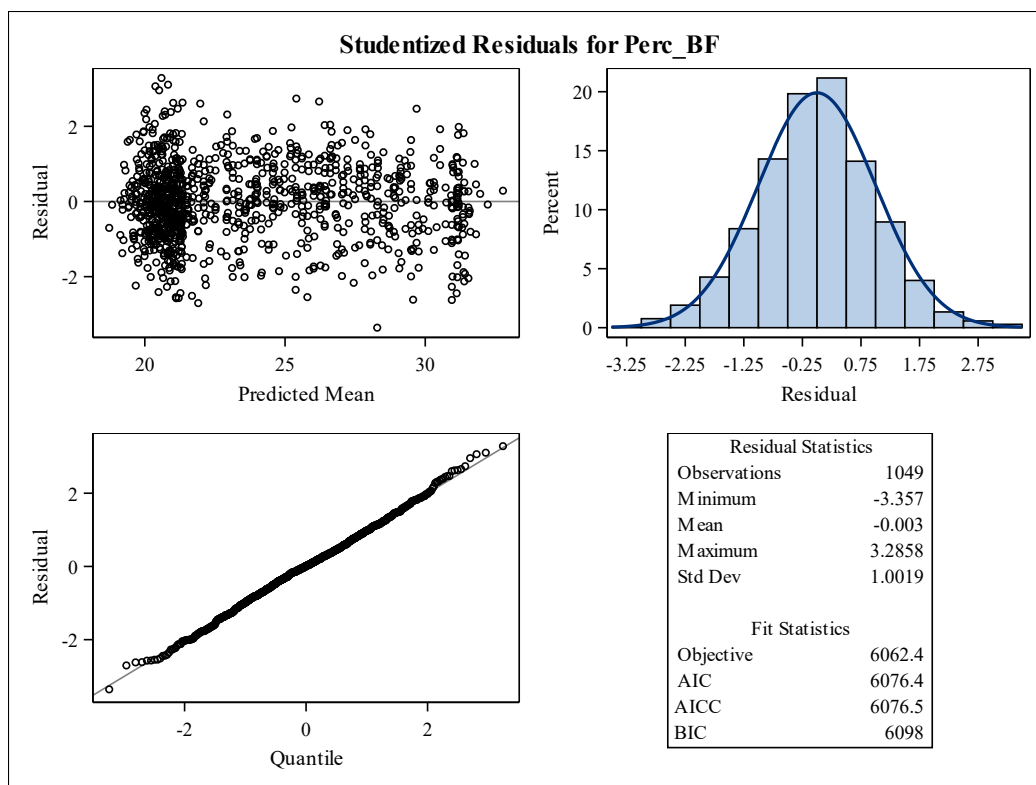 Studentized Residuals for Perc_BF
2
0
-2
Residual
20 25 30
Predicted Mean
20
15
10
5
0
Percent
-3.25 -2.25 -1.25 -0.25 0.75 1.75 2.75
Residual
2
0
-2
Residual
-2 0 2
Quantile
Residual Statistics
Observations 1049
Minimum -3.357
Mean -0.003
Maximum 3.2858
Std Dev 1.0019
Fit Statistics
Objective 6062.4
AIC 6076.4
AICC 6076.5
BIC 6098